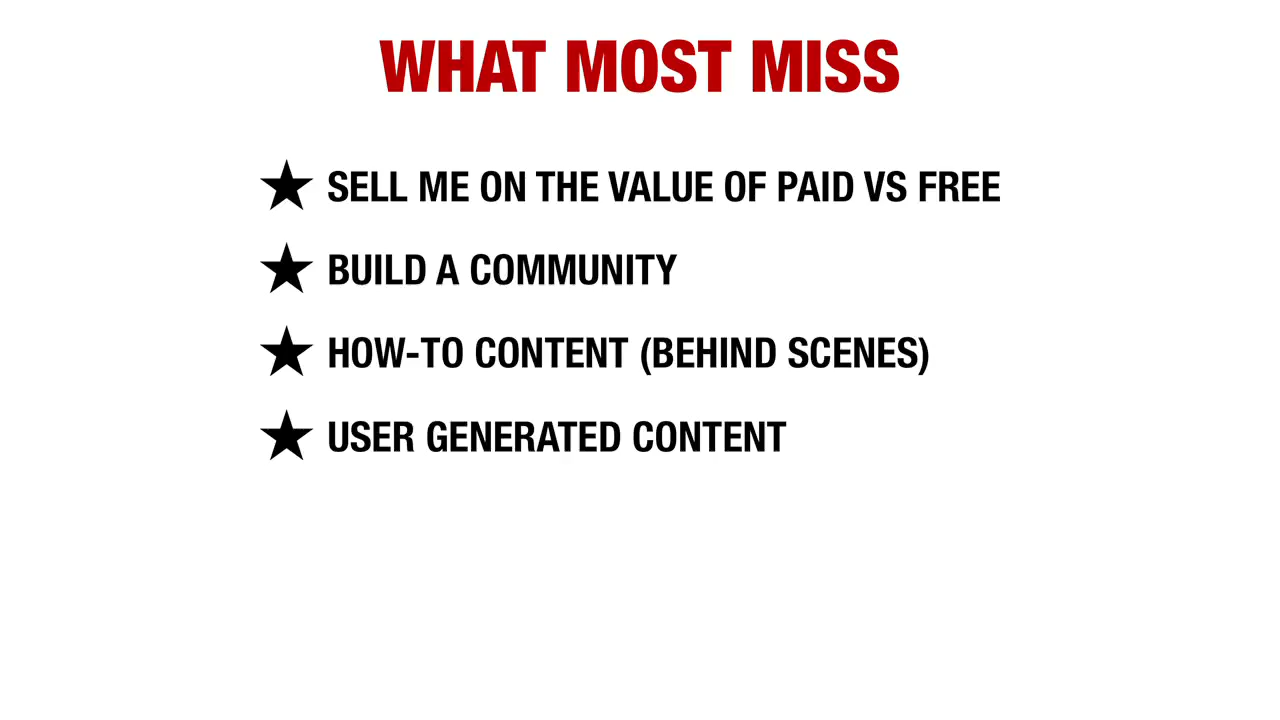 WHAT MOST MISS
SELL ME ON THE VALUE OF PAID VS FREE
BUILD A COMMUNITY
HOW-TO CONTENT (BEHIND SCENES)
USER GENERATED CONTENT